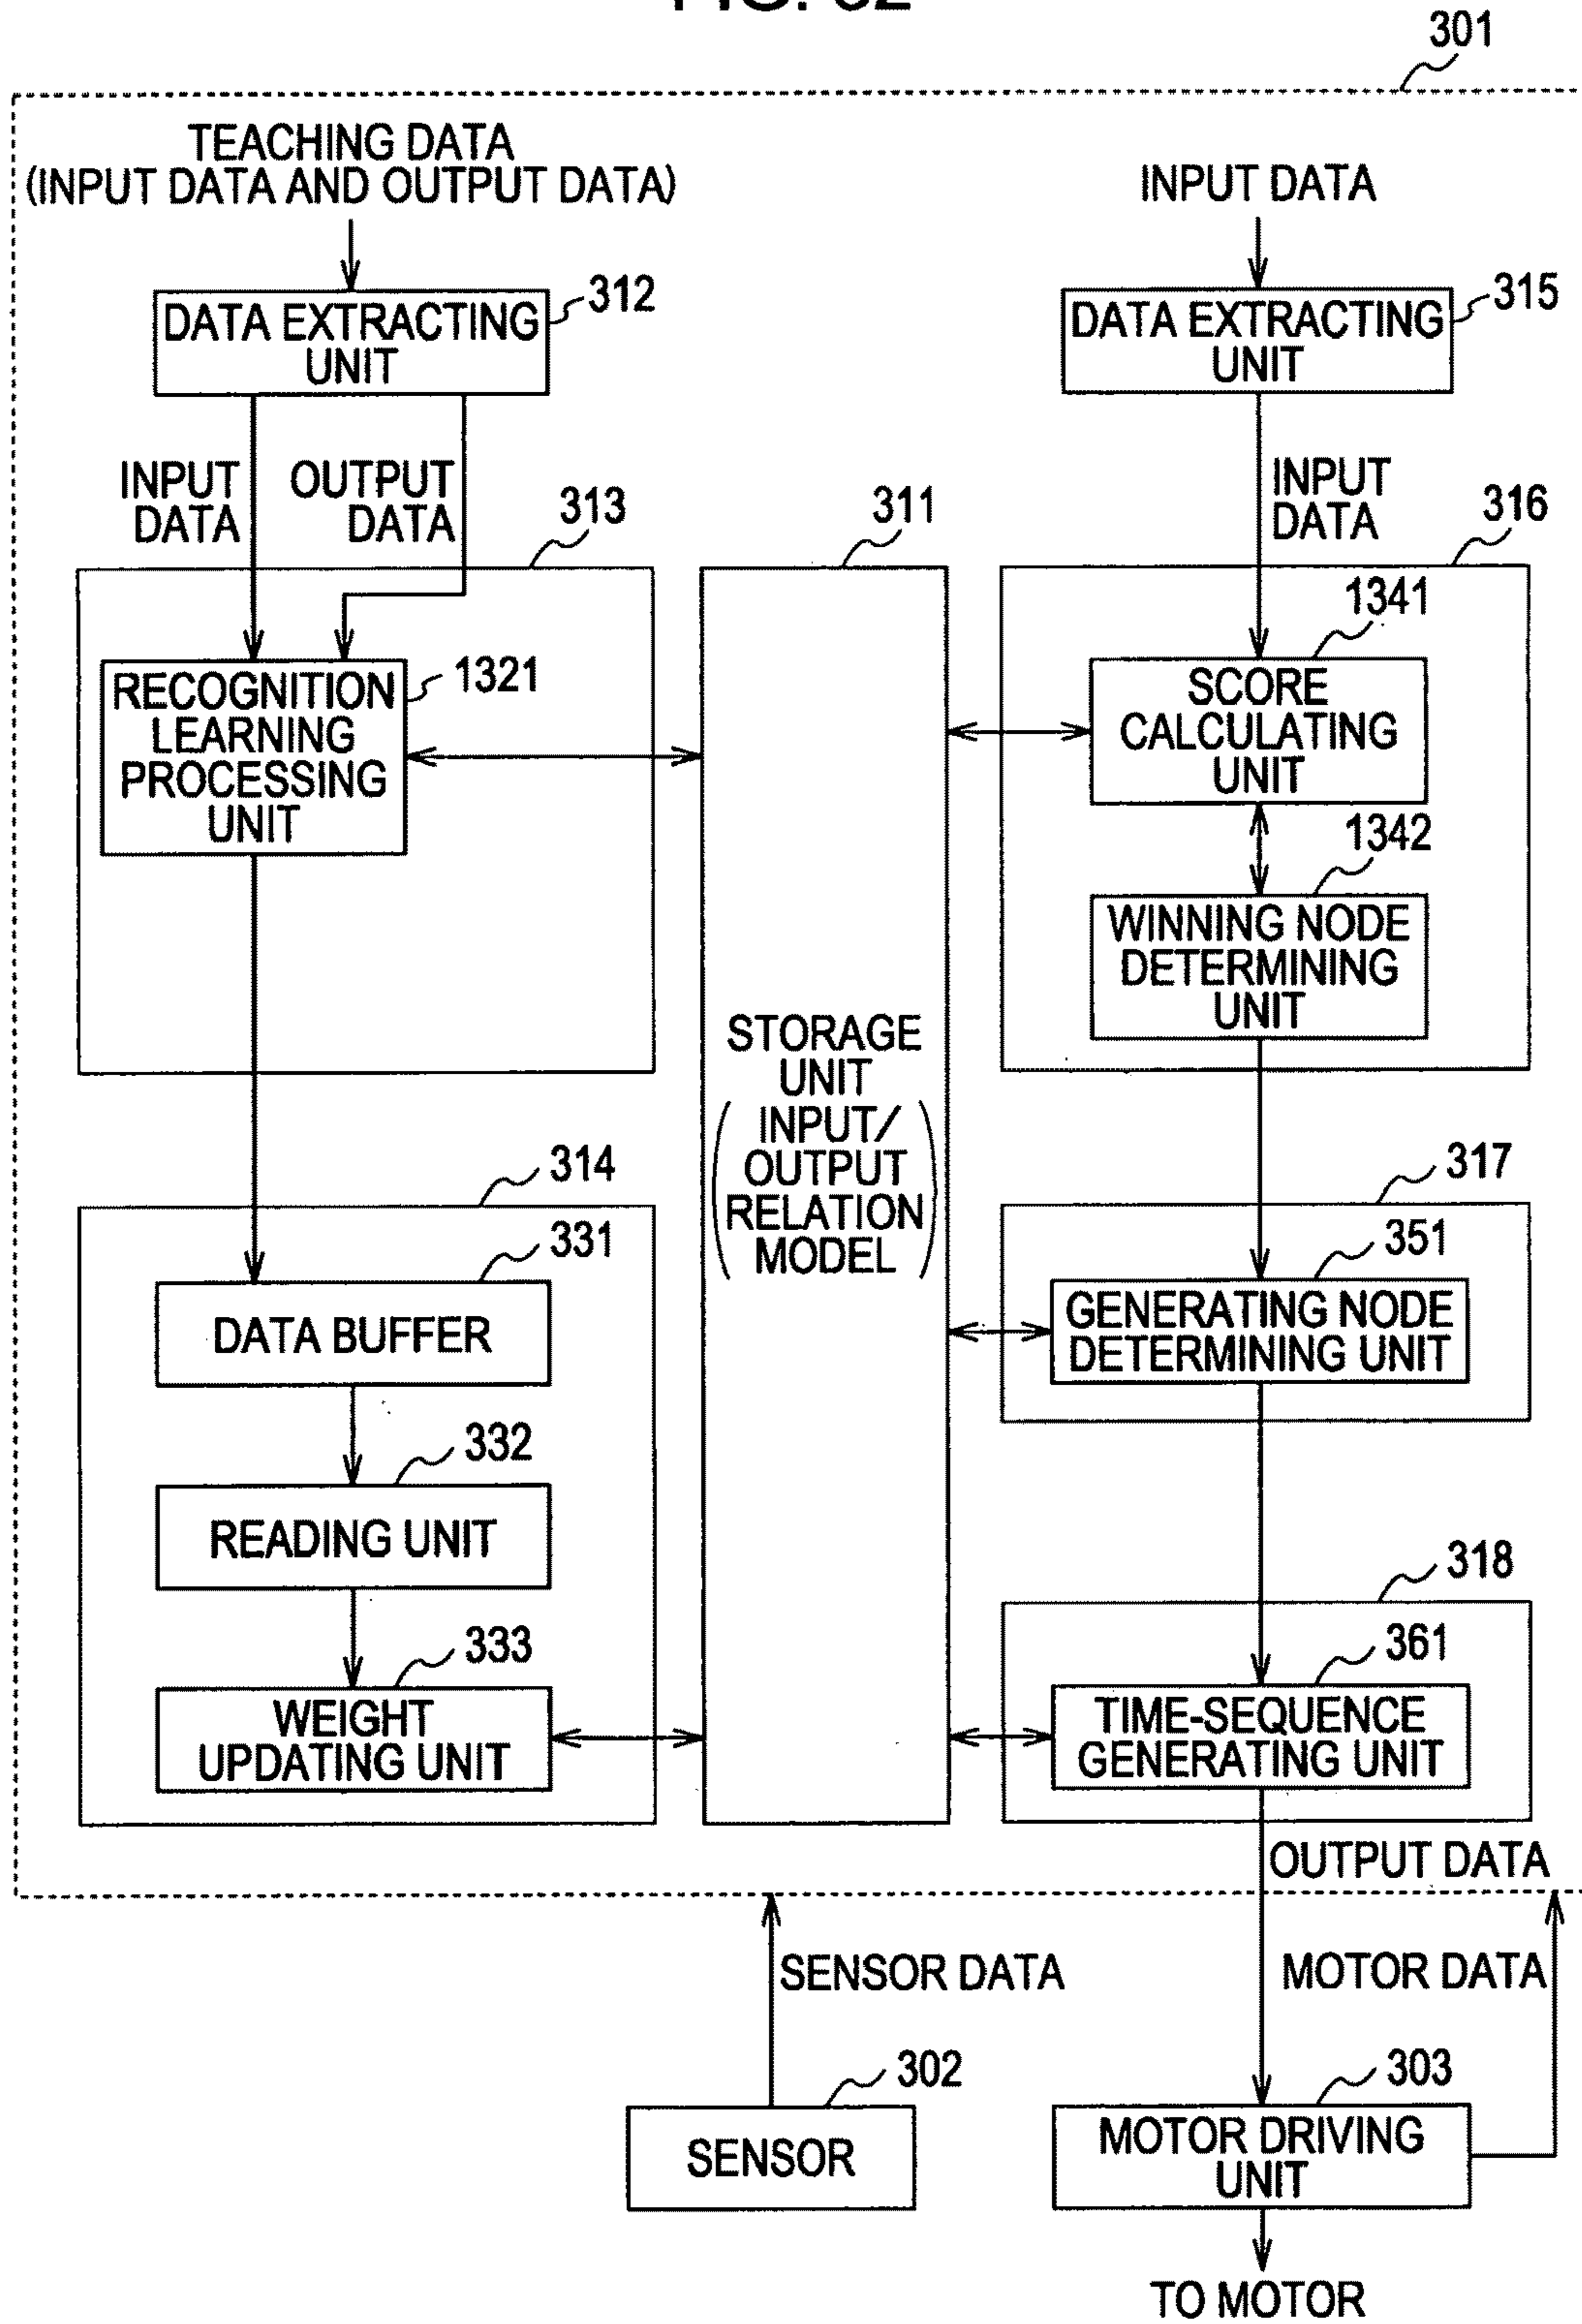 301
TEACHING DATA
(INPUT DATA AND OUTPUT DATA)
INPUT DATA
312
DATA EXTRACTING
UNIT
315
DATA EXTRACTING
UNIT
INPUT
DATA
OUTPUT
DATA
313
311
INPUT
DATA
316
1321
RECOGNITION
LEARNING
PROCESSING
UNIT
1341
SCORE
CALCULATING
UNIT
1342
WINNING NODE
DETERMINING
UNIT
STORAGE
UNIT
(INPUT/
OUTPUT
RELATION
MODEL)
314
317
331
DATA BUFFER
351
GENERATING NODE
DETERMINING UNIT
332
READING UNIT
318
333
WEIGHT
UPDATING UNIT
361
TIME-SEQUENCE
GENERATING UNIT
OUTPUT DATA
SENSOR DATA
MOTOR DATA
302
SENSOR
303
MOTOR DRIVING
UNIT
TO MOTOR